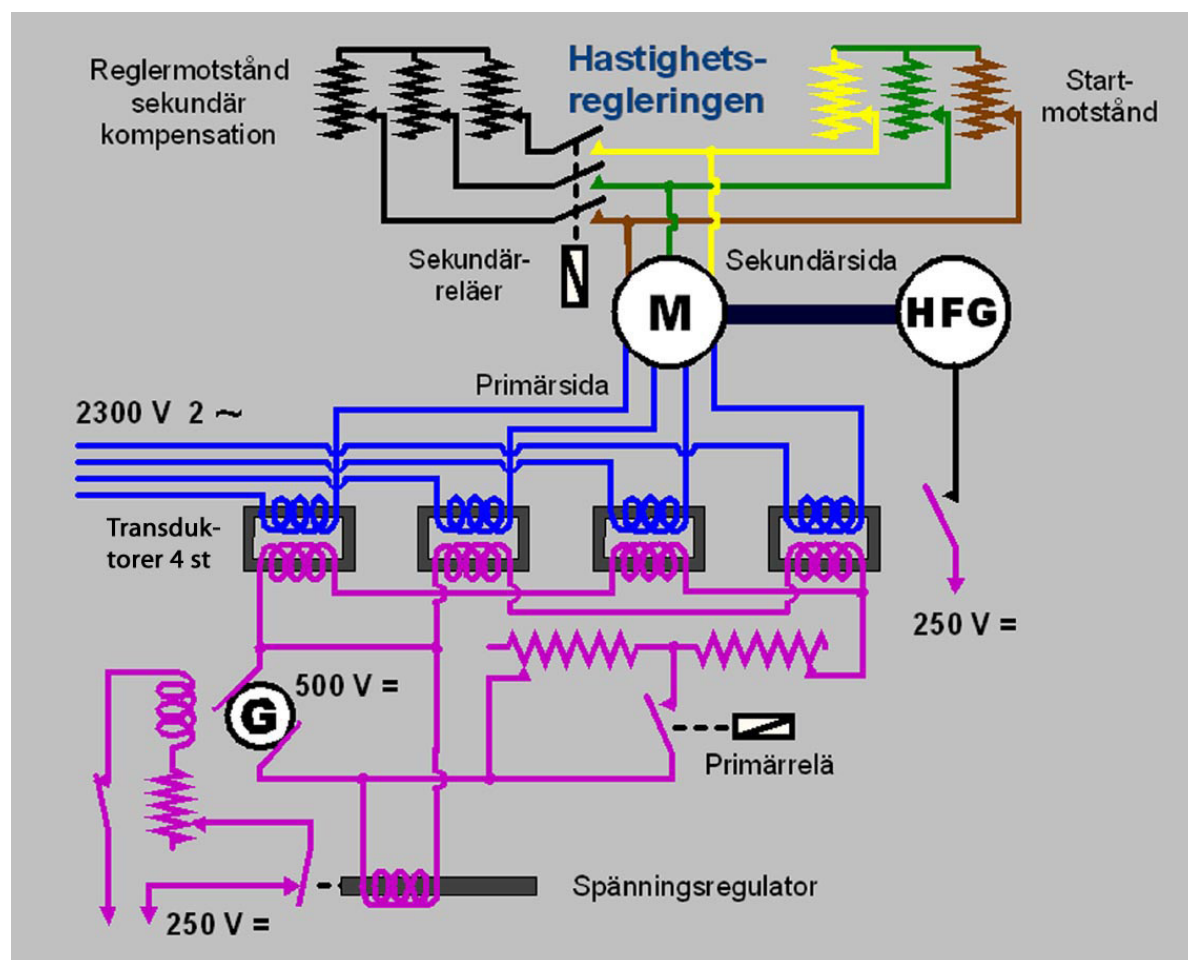 Hastighets-
regleringen
Reglermotstånd
sekundär
kompensation
Start-
motstånd
Sekundär-
reläer
Sekundärsida
M
HFG
Primärsida
2300 V 2 ~
Transduk-
torer 4 st
250 V =
500 V =
G
Primärrelä
Spänningsregulator
250 V =